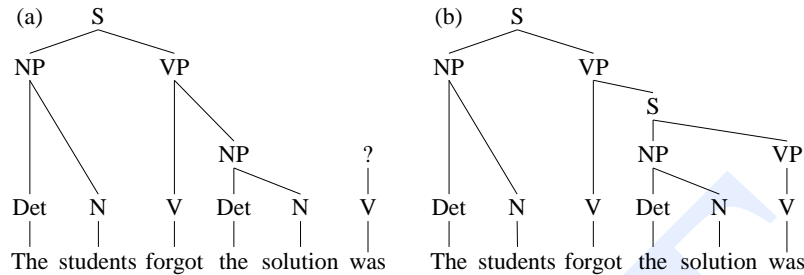 (a) S (b) S
NP VP NP VP
S
NP ? NP VP
Det N V Det N V Det N V Det N V
The students forgot the solution was The students forgot the solution was